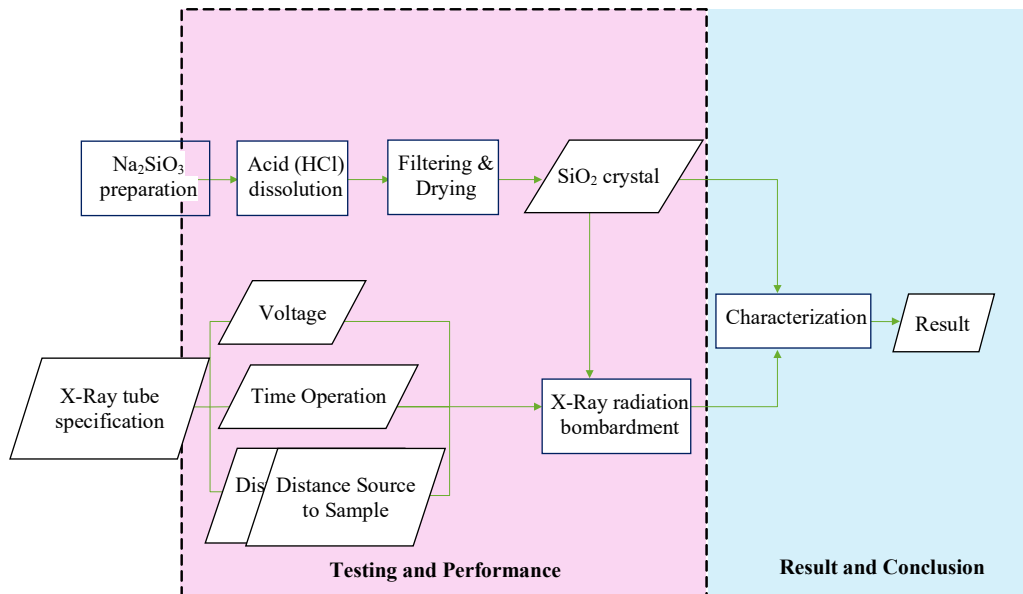 Na₂SiO₃
preparation
Acid (HCl)
dissolution
Filtering &
Drying
SiO₂ crystal
Voltage
Characterization
Result
X-Ray tube
specification
Time Operation
X-Ray radiation
bombardment
Dis
Distance Source
to Sample
Testing and Performance
Result and Conclusion